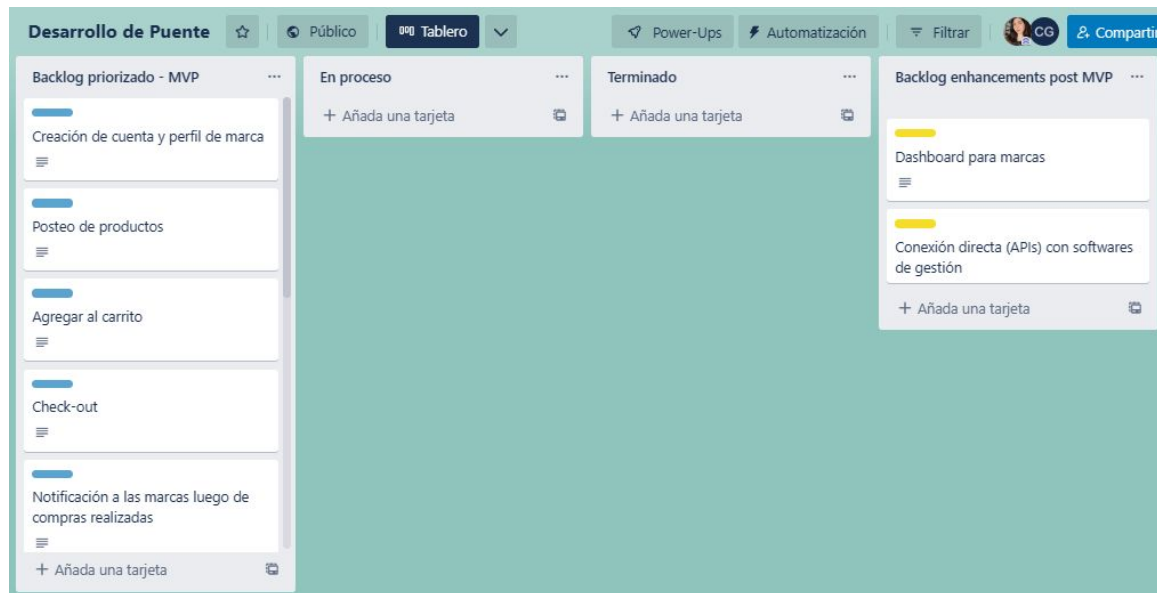 Desarrollo de Puente
Público
Tablero
Power-Ups
Automatización
Filtrar
CG
Compartir
Backlog priorizado - MVP
Creación de cuenta y perfil de marca
Posteo de productos
Agregar al carrito
Check-out
Notificación a las marcas luego de
compras realizadas
+ Añada una tarjeta
En proceso
+ Añada una tarjeta
Terminado
+ Añada una tarjeta
Backlog enhancements post MVP
Dashboard para marcas
Conexión directa (APIs) con softwares
de gestión
+ Añada una tarjeta